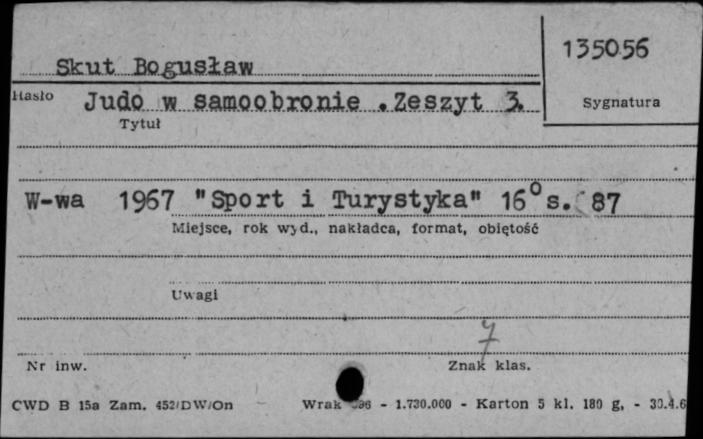 135056
Skut Bogusław
Hasło Judo w samoobronie . Zeszyt 3. Sygnatura
Tytuł
W-wa 1967 "Sport i Turystyka" 16° s. 87
Miejsce, rok wyd., nakładca, format, obiętość
Uwagi
7
Nr inw. Znak klas.
CWD B 15a Zam. 452/DW/On Wrak - 1.730.000 - Karton 5 kl. 180 g, - 30.4.6